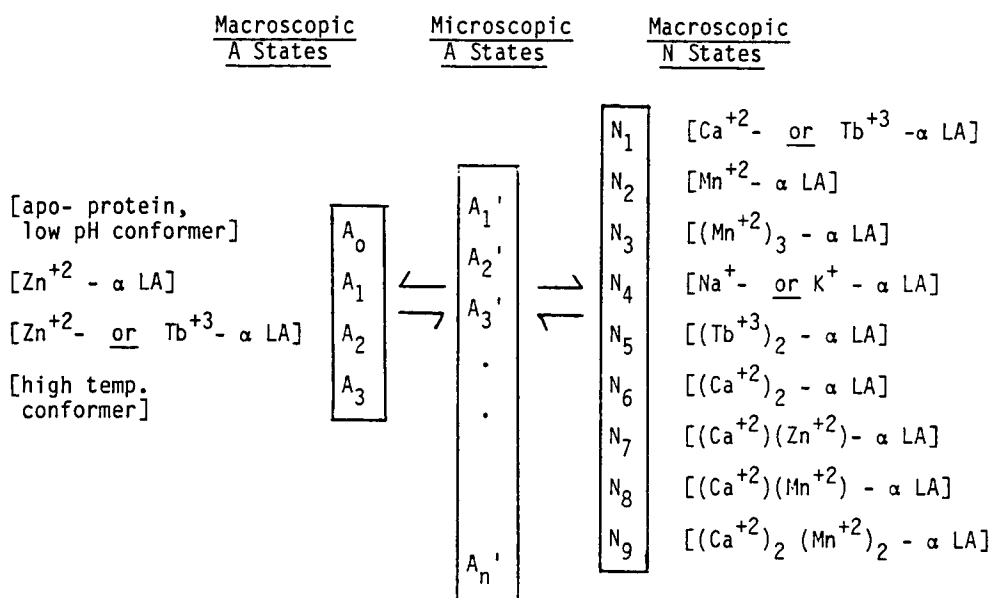 Macroscopic Microscopic Macroscopic
A States A States N States
N₁ [Ca⁺²- or Tb⁺³ -α LA]
N₂ [Mn⁺²- α LA]
[apo- protein,
low pH conformer]
A₀ A₁' N₃ [(Mn⁺²)₃ - α LA]
A₂'
[Zn⁺² - α LA] A₁ A₃' N₄ [Na⁺- or K⁺ - α LA]
[Zn⁺²- or Tb⁺³- α LA] A₂ . N₅ [(Tb⁺³)₂ - α LA]
[high temp.
conformer]
A₃ . N₆ [(Ca⁺²)₂ - α LA]
N₇ [(Ca⁺²)(Zn⁺²)- α LA]
N₈ [(Ca⁺²)(Mn⁺²) - α LA]
N₉ [(Ca⁺²)₂ (Mn⁺²)₂ - α LA]
Aₙ'